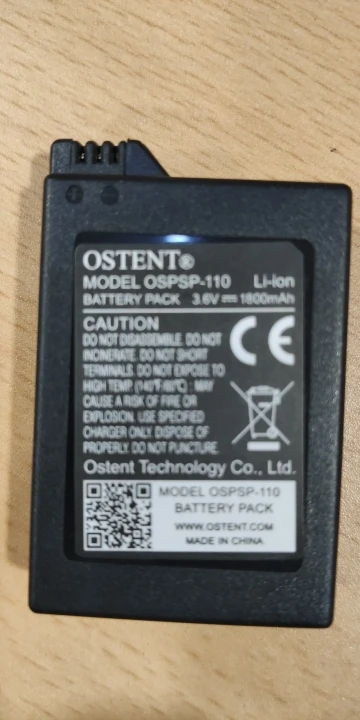 OSTENT®
MODEL OSPSP-110 Li-ion
BATTERY PACK 3.6V ⎓ 1800mAh
CAUTION
DO NOT DISASSEMBLE. DO NOT
INCINERATE. DO NOT SHORT
TERMINALS. DO NOT EXPOSE TO
HIGH TEMP. (140°F/60°C) : MAY
CAUSE A RISK OF FIRE OR
EXPLOSION. USE SPECIFIED
CHARGER ONLY. DISPOSE OF
PROPERLY. DO NOT PUNCTURE.
CE
Ostent Technology Co., Ltd.
MODEL OSPSP-110
BATTERY PACK
WWW.OSTENT.COM
MADE IN CHINA